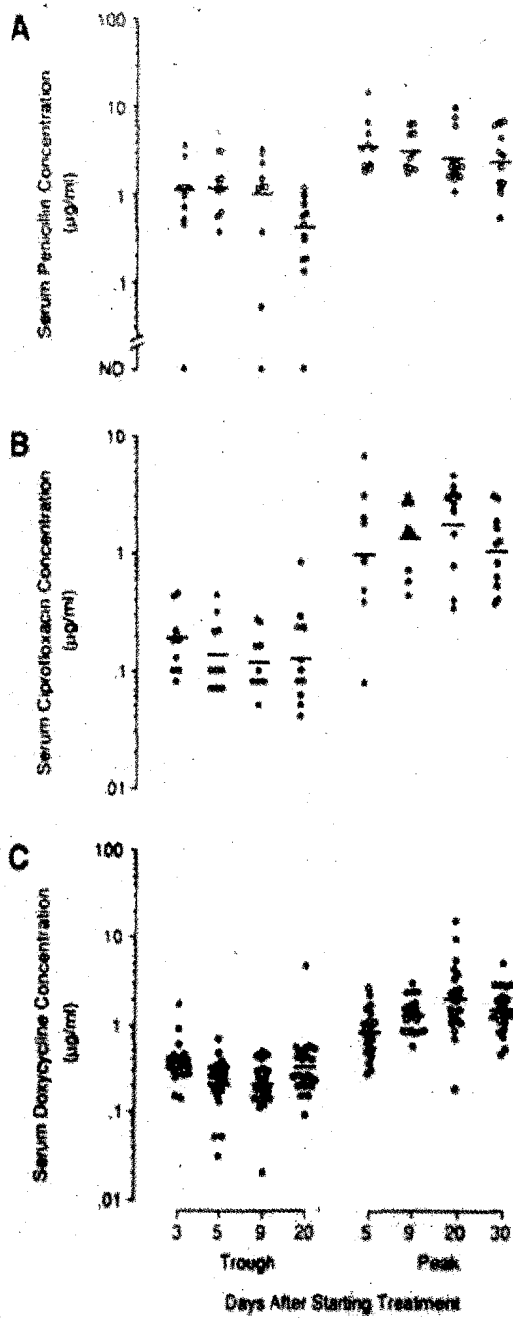 A
Serum Penicillin Concentration
(µg/ml)
100
10
1
.1
ND
B
Serum Ciprofloxacin Concentration
(µg/ml)
10
1
.1
.01
C
Serum Doxycycline Concentration
(µg/ml)
100
10
1
.1
.01
3 5 9 20 5 9 20 30
Trough Peak
Days After Starting Treatment